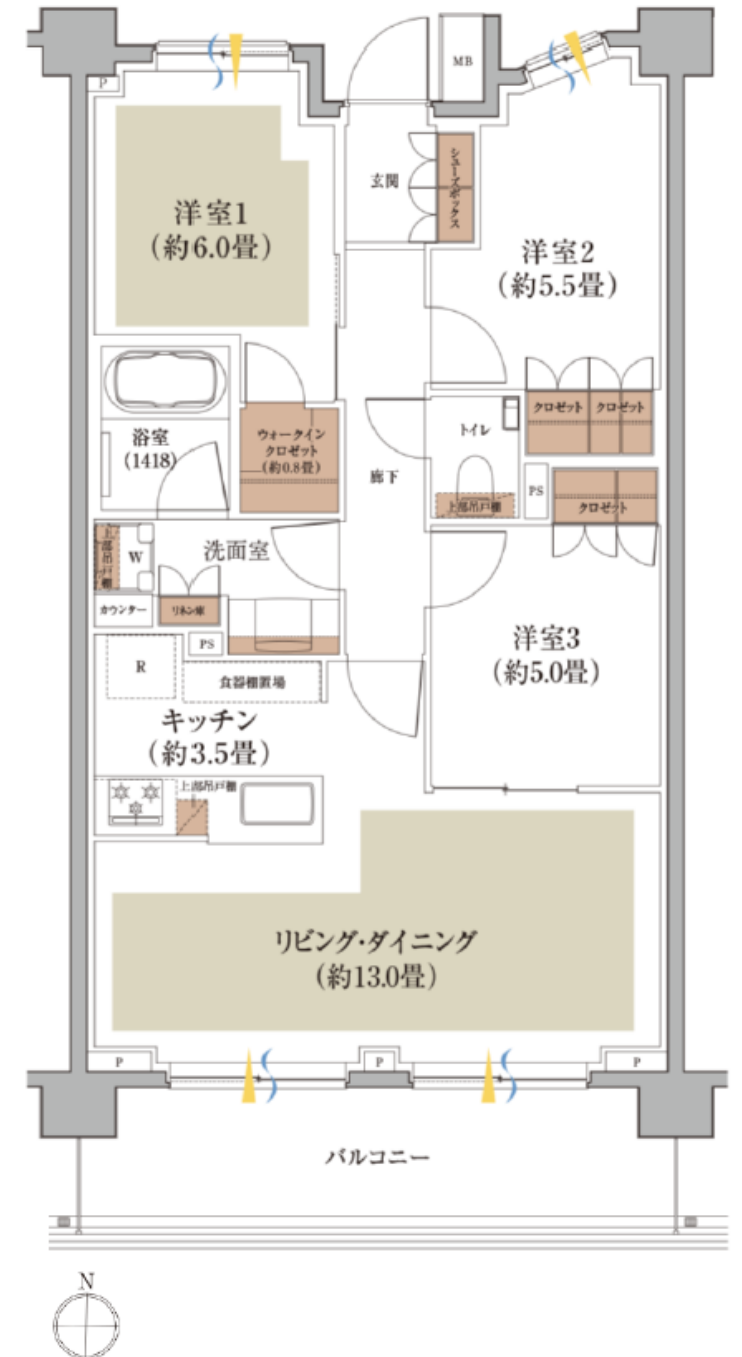 MB
P
玄関
シューズボックス
洋室1
(約6.0畳)
洋室2
(約5.5畳)
クロゼット
クロゼット
トイレ
浴室
(1418)
ウォークイン
クロゼット
(約0.8畳)
廊下
PS
上部吊戸棚
クロゼット
上部吊戸棚
W
洗面室
カウンター
リネン庫
PS
洋室3
(約5.0畳)
R
食器棚置場
キッチン
(約3.5畳)
上部吊戸棚
リビング・ダイニング
(約13.0畳)
P
P
P
バルコニー
N